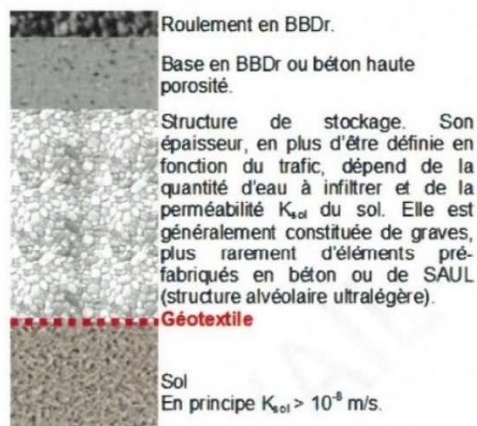 Roulement en BBDr.
Base en BBDr ou béton haute
porosité.
Structure de stockage. Son
épaisseur, en plus d'être définie en
fonction du trafic, dépend de la
quantité d'eau à infiltrer et de la
perméabilité Ksol du sol. Elle est
généralement constituée de graves,
plus rarement d'éléments pré-
fabriqués en béton ou de SAUL
(structure alvéolaire ultralégère).
Géotextile
Sol
En principe Ksol > 10⁻⁸ m/s.